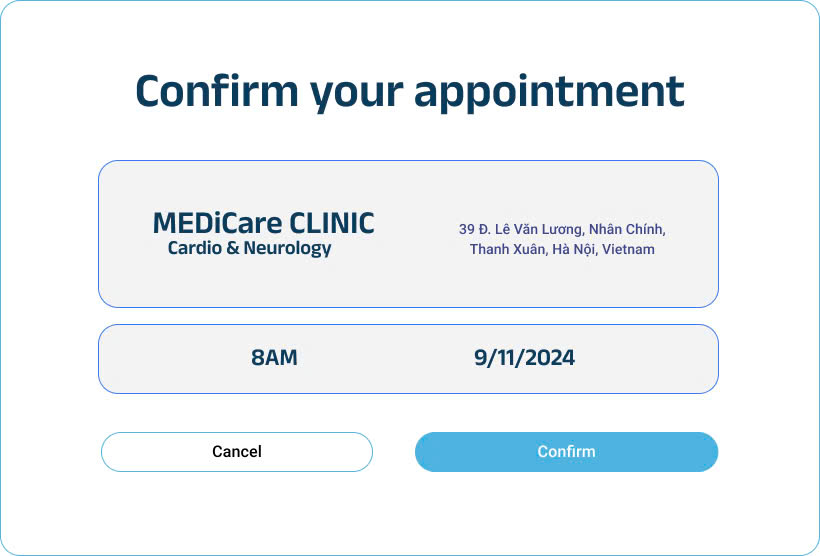 Confirm your appointment
MEDiCare CLINIC
Cardio & Neurology
39 Đ. Lê Văn Lương, Nhân Chính,
Thanh Xuân, Hà Nội, Vietnam
8AM
9/11/2024
Cancel
Confirm